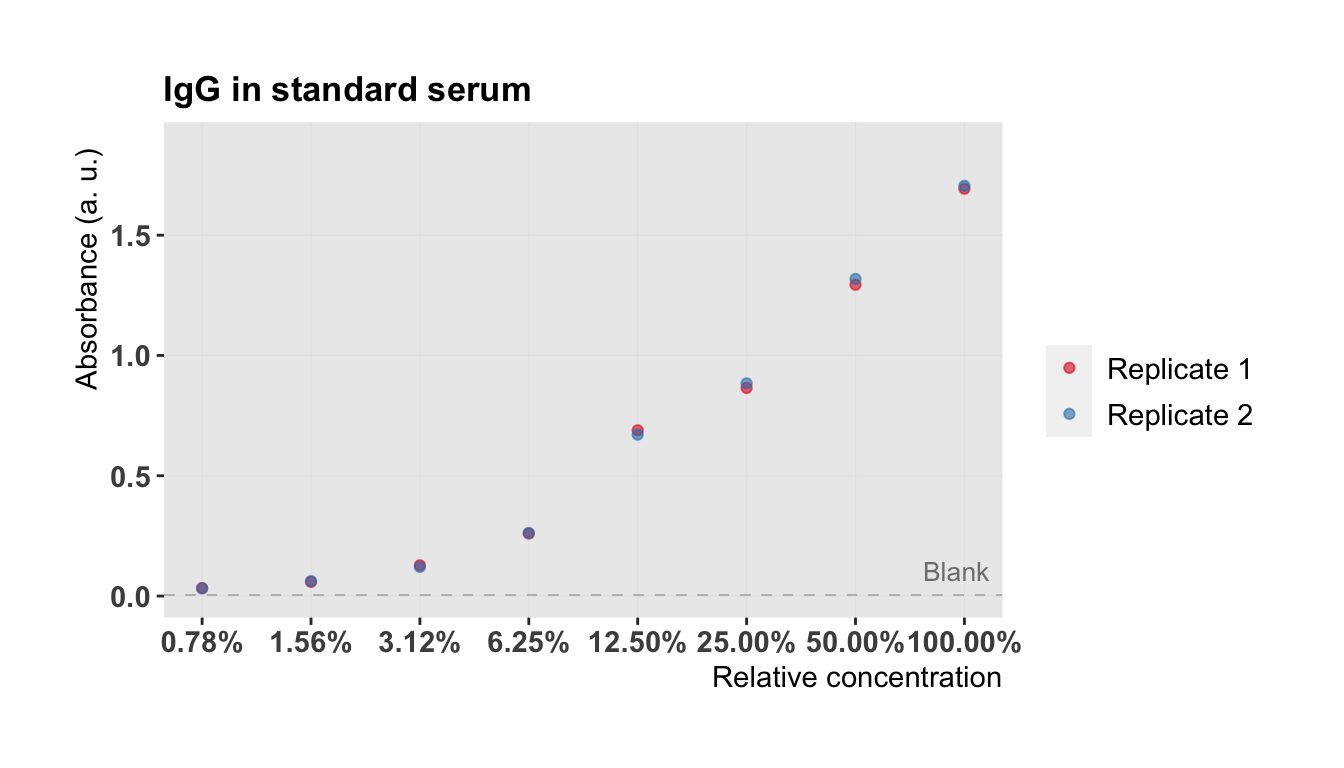 IgG in standard serum
Absorbance (a. u.)
1.5
1.0
0.5
0.0
Blank
0.78% 1.56% 3.12% 6.25% 12.50% 25.00% 50.00% 100.00%
Relative concentration
Replicate 1
Replicate 2